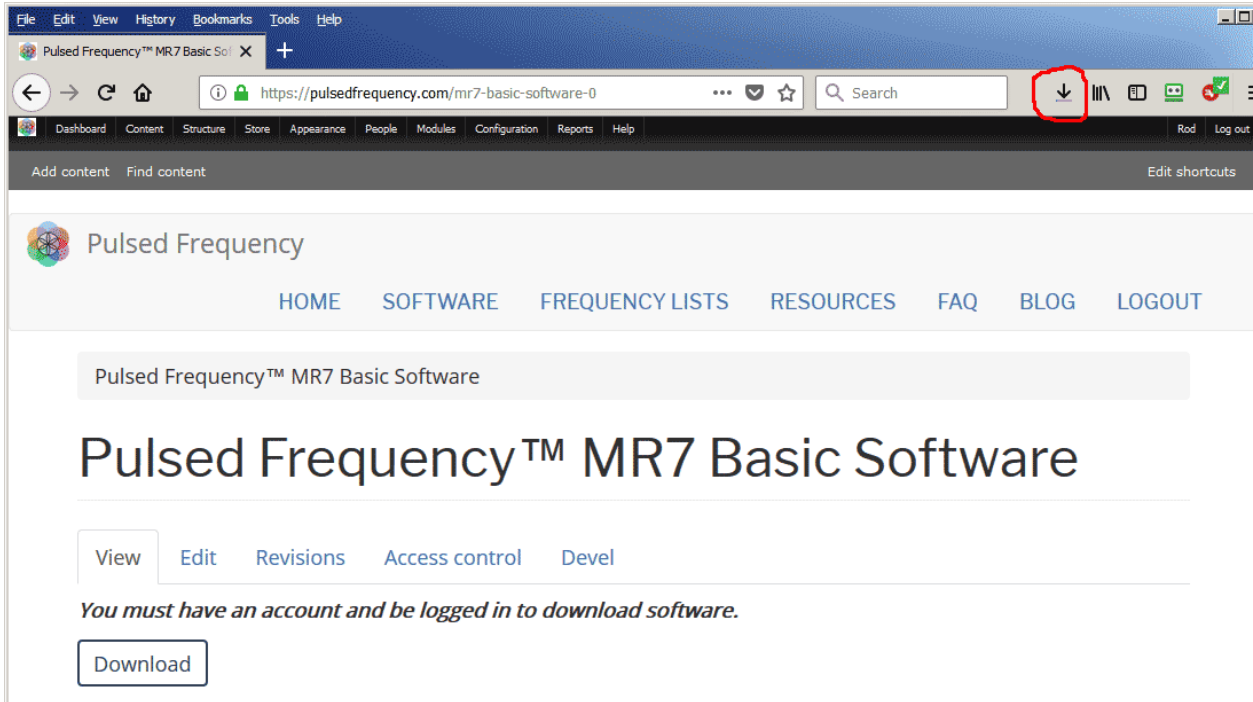 File Edit View History Bookmarks Tools Help
Pulsed Frequency™ MR7 Basic Sof
https://pulsedfrequency.com/mr7-basic-software-0 Search
Dashboard Content Structure Store Appearance People Modules Configuration Reports Help Rod Log out
Add content Find content Edit shortcuts
Pulsed Frequency
HOME SOFTWARE FREQUENCY LISTS RESOURCES FAQ BLOG LOGOUT
Pulsed Frequency™ MR7 Basic Software
Pulsed Frequency™ MR7 Basic Software
View Edit Revisions Access control Devel
You must have an account and be logged in to download software.
Download